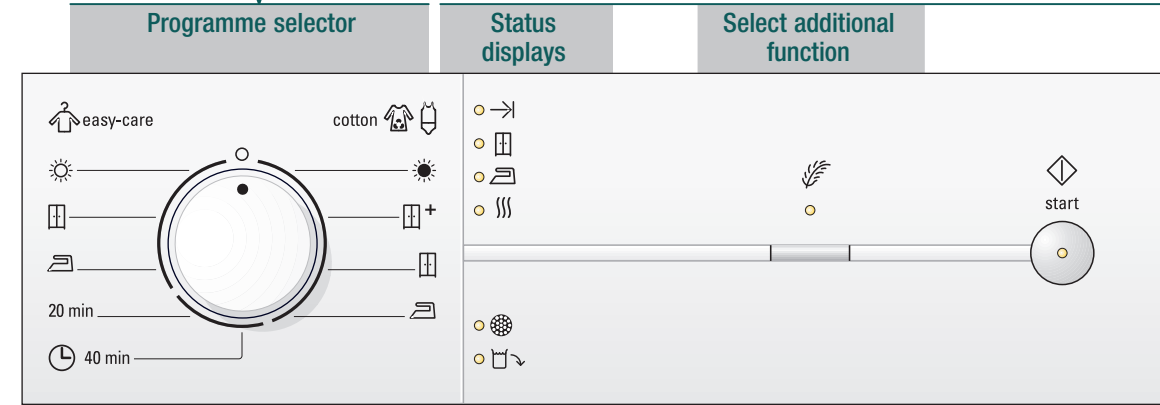 Programme selector
Status
displays
Select additional
function
easy-care
cotton
+
start
20 min
40 min